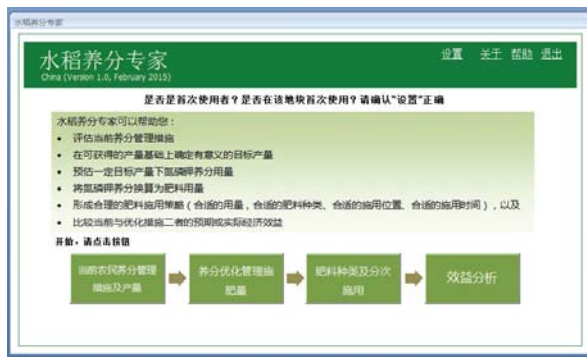 水稻养分专家
水稻养分专家
设置 关于 帮助 退出
China (Version 1.0, February 2015)
是否是首次使用者？是否在该地块首次使用？请确认“设置”正确
水稻养分专家可以帮助您：
• 评估当前养分管理措施
• 在可获得的产量基础上确定有意义的目标产量
• 预估一定目标产量下氮磷钾养分用量
• 将氮磷钾养分换算为肥料用量
• 形成合理的肥料施用策略（合适的用量，合适的肥料种类、合适的施用位置、合适的施用时间），以及
• 比较当前与优化措施二者的预期或实际经济效益
开始，请点击按钮
当前农民养分管理
措施及产量
养分优化管理施
肥量
肥料种类及分次
施用
效益分析